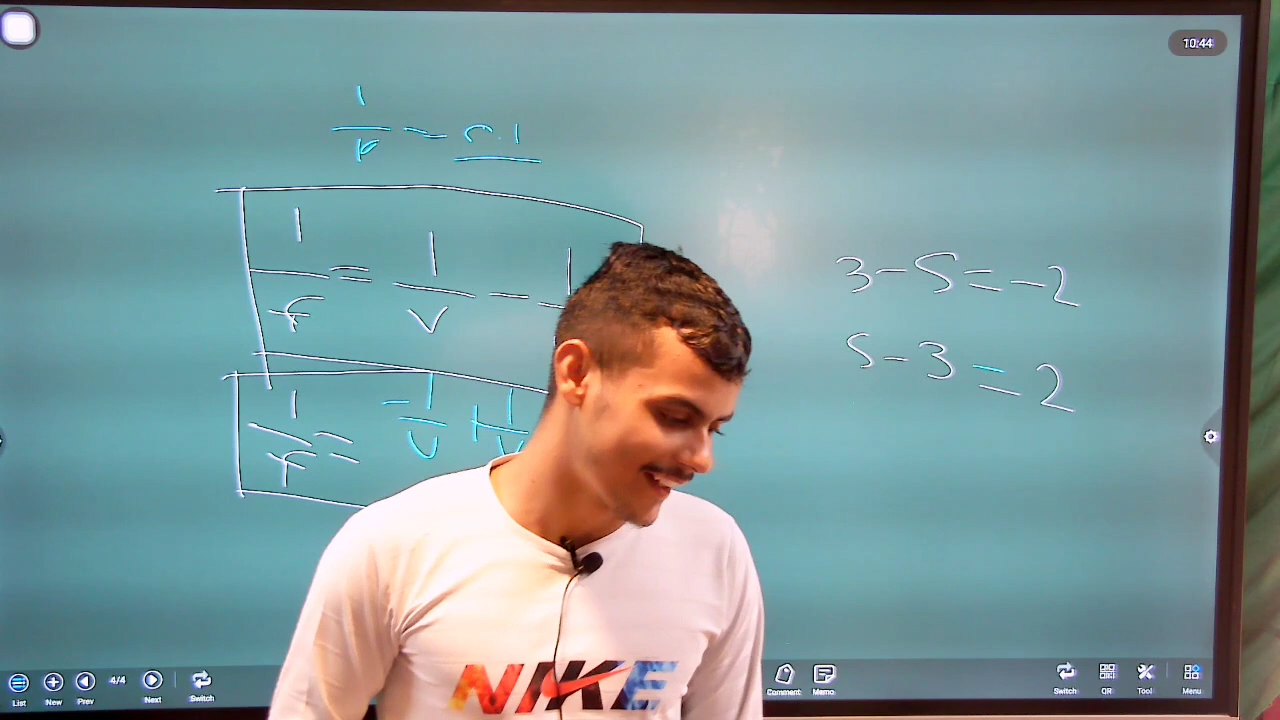 10:44
1/f =
1/f = 1/v - 1
1/f = -1/v + 1
3-5=-2
5-3=2
NIKE
List New Prev 4/4 Next Switch Comment Memo Switch QR Tool Menu